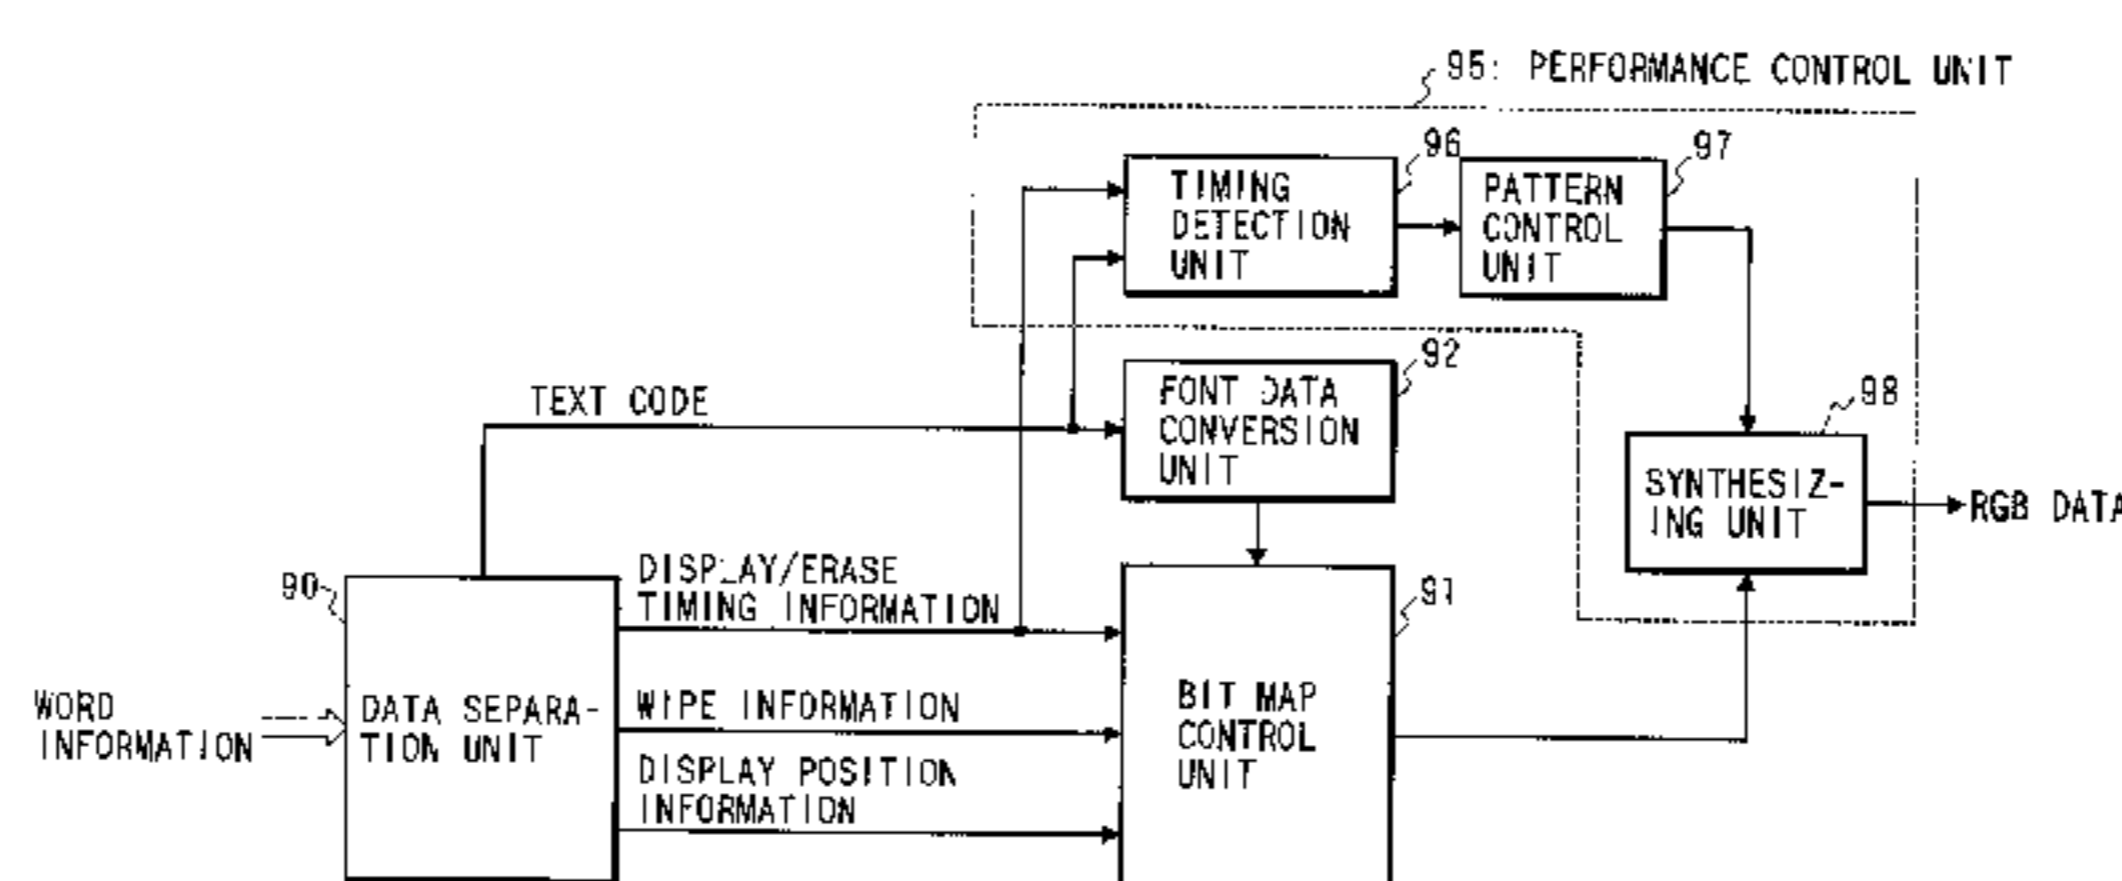 95: PERFORMANCE CONTROL UNIT
96
97
TIMING
DETECTION
UNIT
PATTERN
CONTROL
UNIT
92
FONT DATA
CONVERSION
UNIT
TEXT CODE
98
SYNTHESIZ-
ING UNIT
RGB DATA
90
DISPLAY/ERASE
TIMING INFORMATION
91
WORD
INFORMATION
DATA SEPARA-
TION UNIT
WIPE INFORMATION
BIT MAP
CONTROL
UNIT
DISPLAY POSITION
INFORMATION